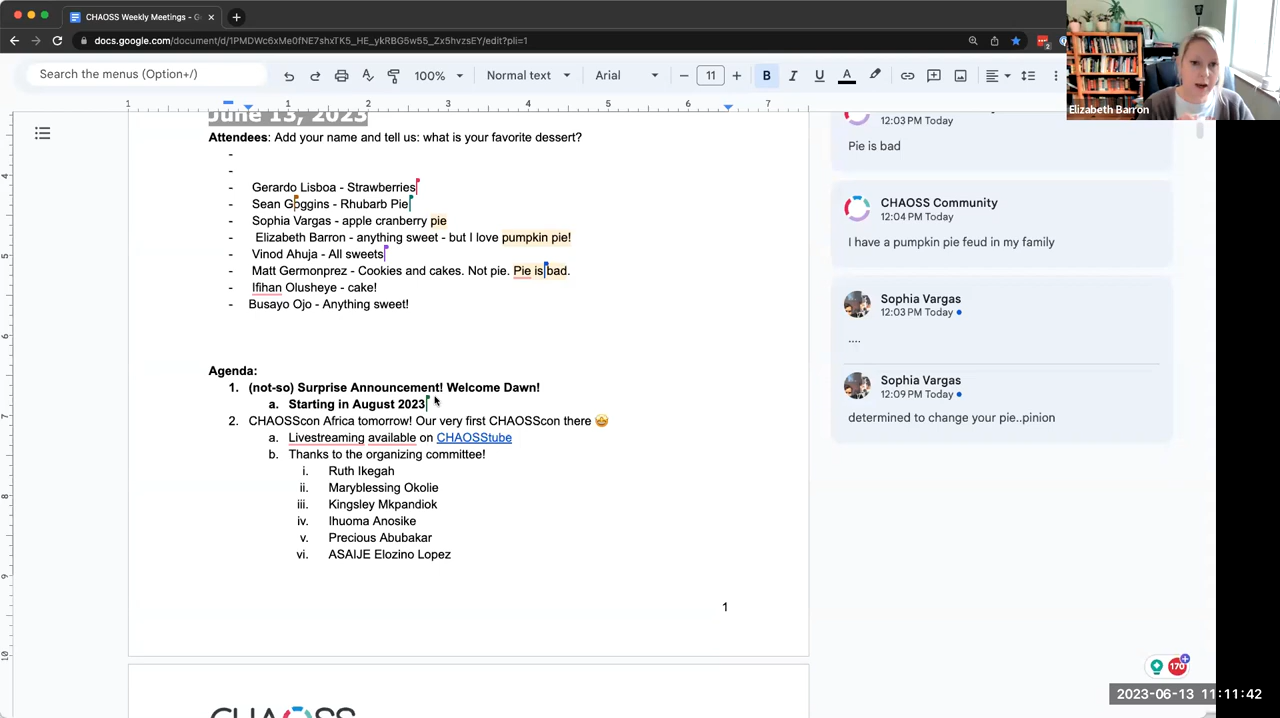 CHAOSS Weekly Meetings - G
docs.google.com/document/d/1PMDWc6xMe0fNE7shxTK5_HE_ykRBG5w55_Zx5hvzsEY/edit?pli=1
Search the menus (Option+/)
100%
Normal text
Arial
11
B I U A
1 1 2 3 4 5 6 7
Elizabeth Barron
June 13, 2023
Attendees: Add your name and tell us: what is your favorite dessert?
-
-
- Gerardo Lisboa - Strawberries
- Sean Goggins - Rhubarb Pie
- Sophia Vargas - apple cranberry pie
- Elizabeth Barron - anything sweet - but I love pumpkin pie!
- Vinod Ahuja - All sweets
- Matt Germonprez - Cookies and cakes. Not pie. Pie is bad.
- Ifihan Olusheye - cake!
- Busayo Ojo - Anything sweet!
Agenda:
1. (not-so) Surprise Announcement! Welcome Dawn!
a. Starting in August 2023
2. CHAOSScon Africa tomorrow! Our very first CHAOSScon there 🤩
a. Livestreaming available on CHAOSStube
b. Thanks to the organizing committee!
i. Ruth Ikegah
ii. Maryblessing Okolie
iii. Kingsley Mkpandiok
iv. Ihuoma Anosike
v. Precious Abubakar
vi. ASAIJE Elozino Lopez
1
CHAOSS
12:03 PM Today
Pie is bad
CHAOSS Community
12:04 PM Today
I have a pumpkin pie feud in my family
Sophia Vargas
12:03 PM Today
....
Sophia Vargas
12:09 PM Today
determined to change your pie..pinion
170
2023-06-13 11:11:42